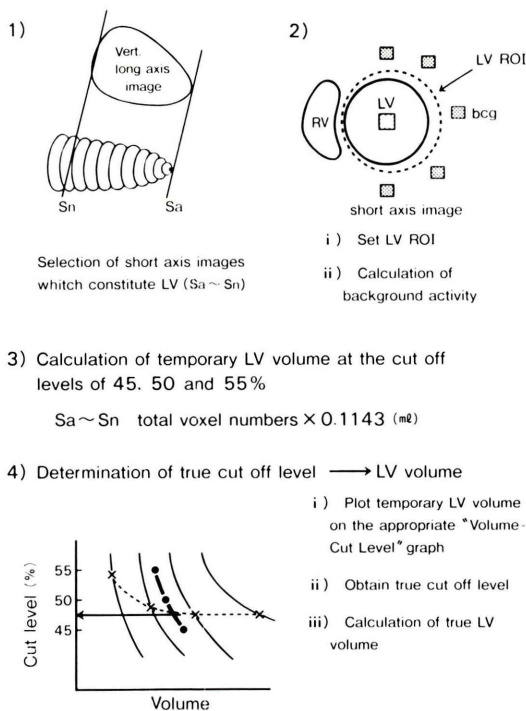 1)
Vert.
long axis
image
Sn
Sa
Selection of short axis images
whitch constitute LV (Sa~Sn)
2)
LV ROI
LV
RV
bcg
short axis image
i) Set LV ROI
ii) Calculation of
background activity
3) Calculation of temporary LV volume at the cut off
levels of 45. 50 and 55%
Sa~Sn total voxel numbers × 0.1143 (ml)
4) Determination of true cut off level → LV volume
Cut level (%)
55
50
45
Volume
i) Plot temporary LV volume
on the appropriate "Volume-
Cut Level" graph
ii) Obtain true cut off level
iii) Calculation of true LV
volume